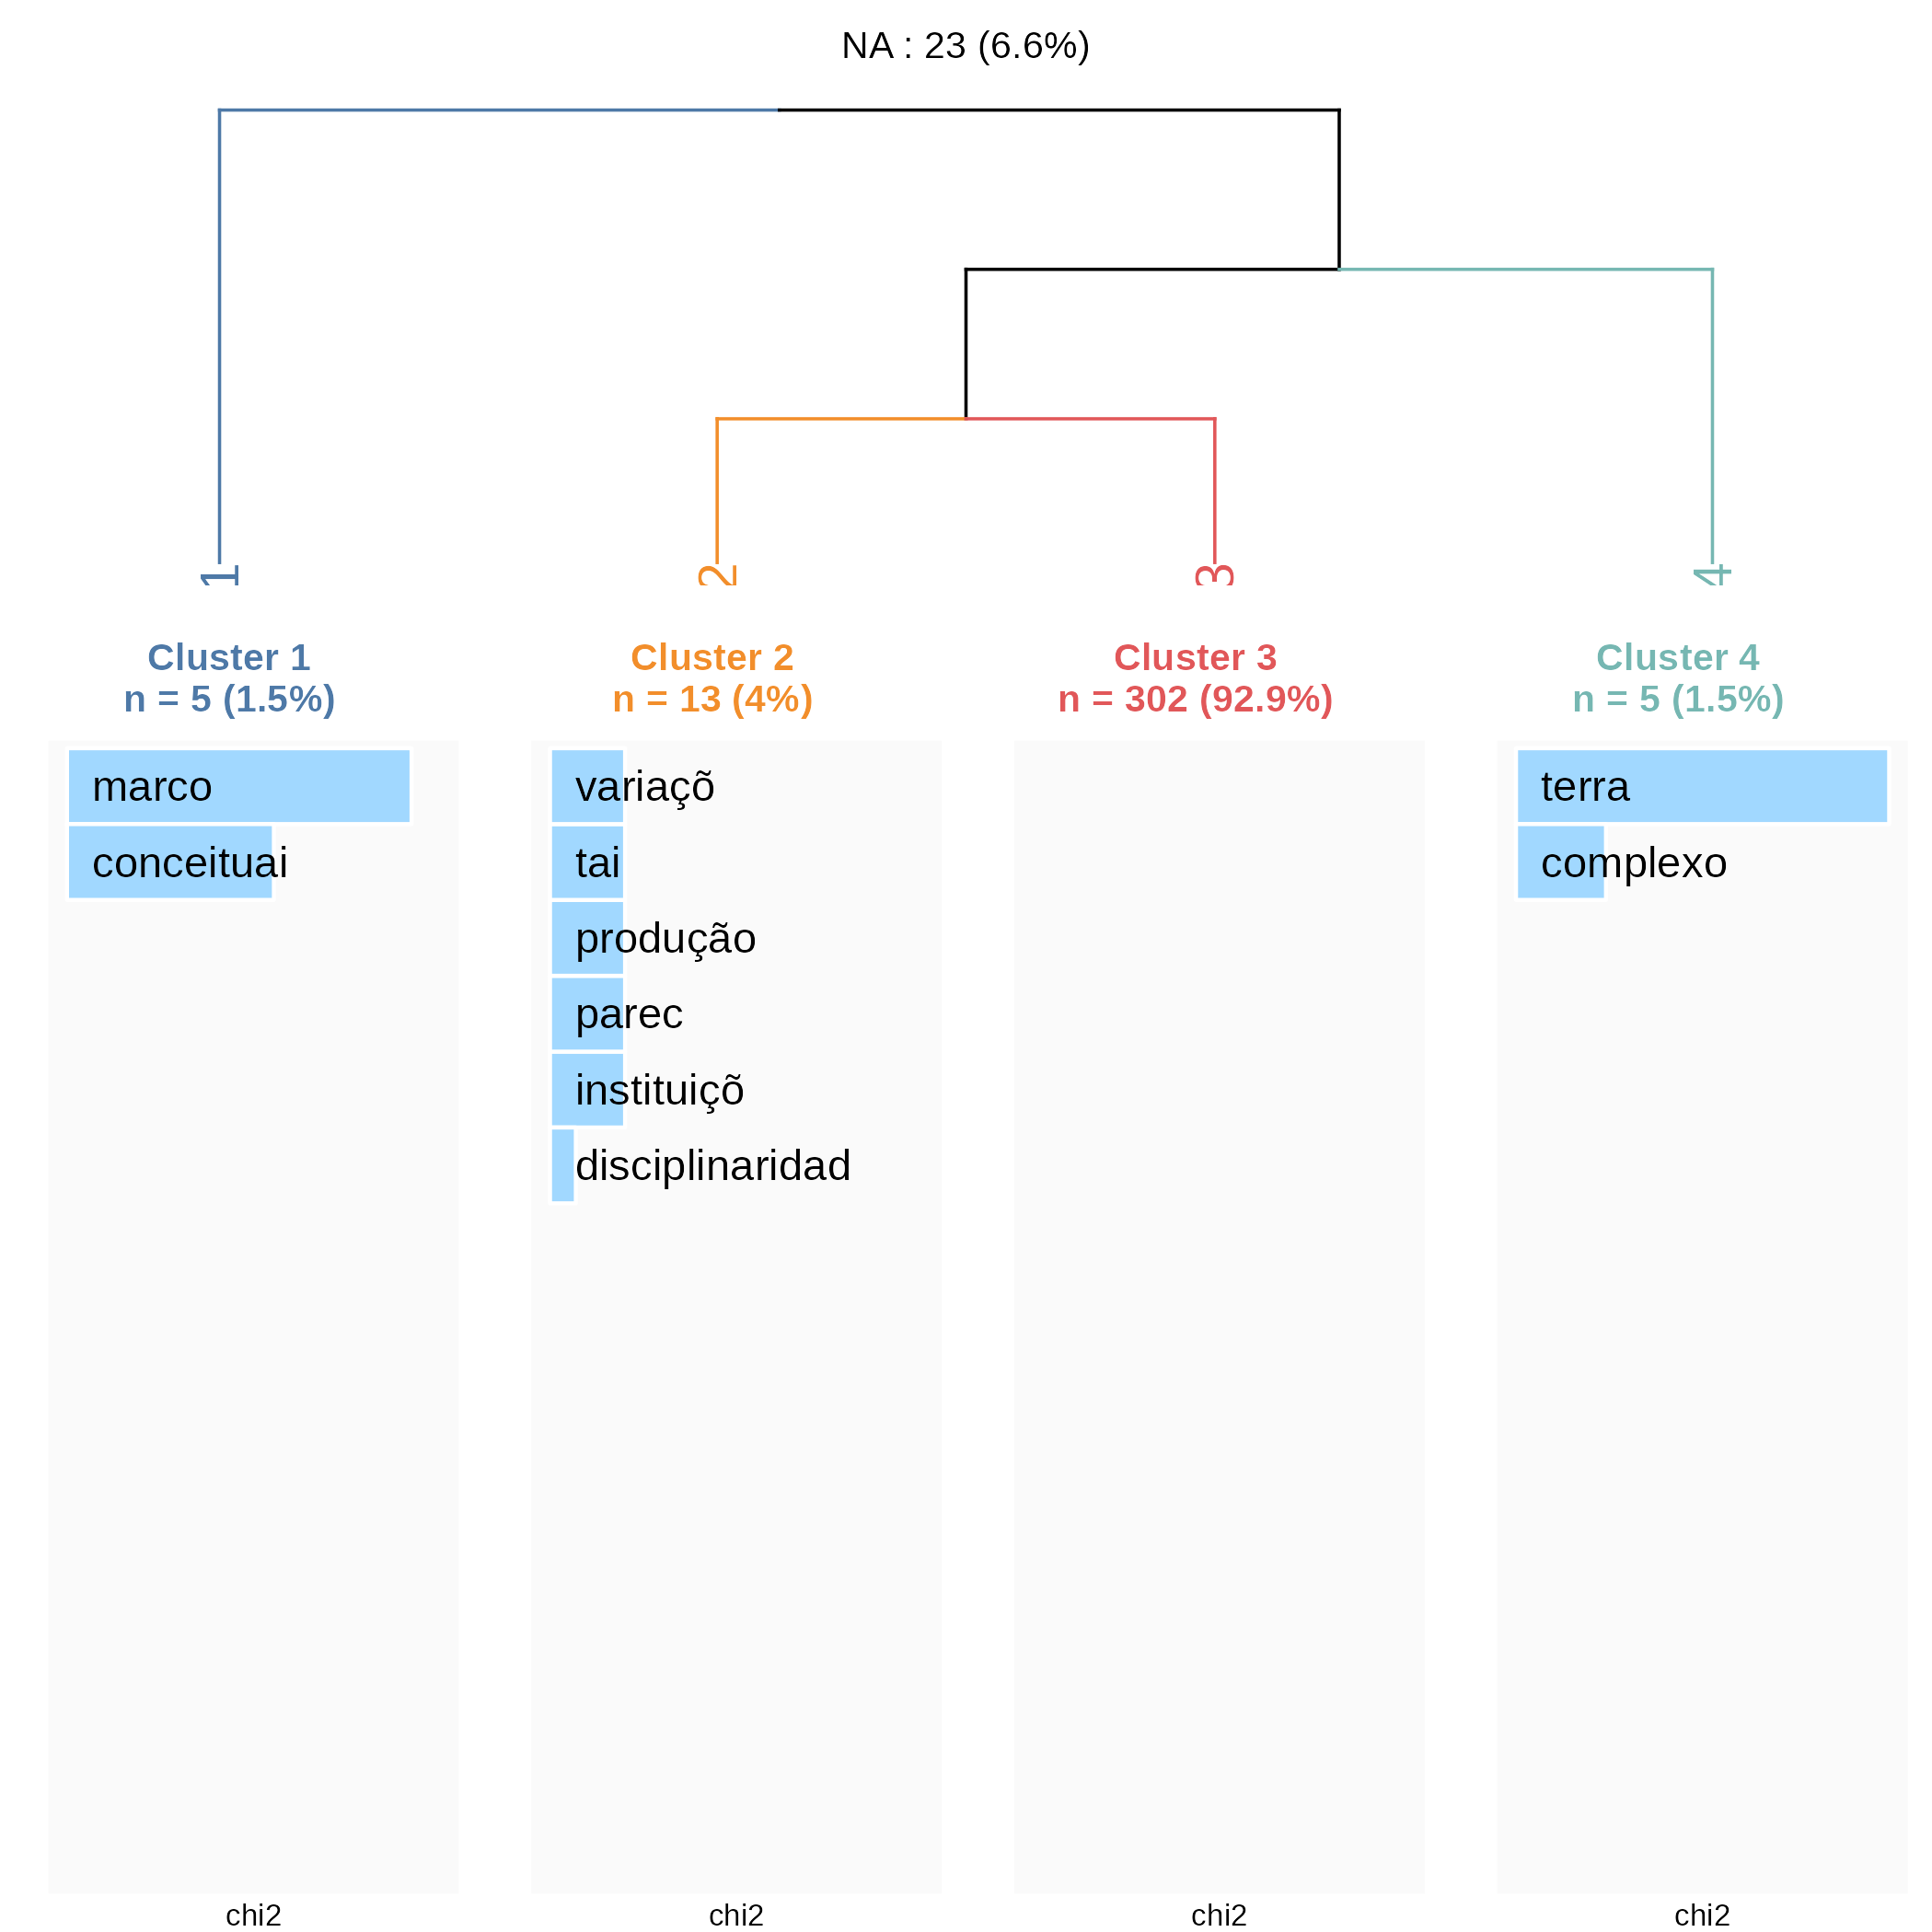 NA : 23 (6.6%)
1
2
3
4
Cluster 1
n = 5 (1.5%)
Cluster 2
n = 13 (4%)
Cluster 3
n = 302 (92.9%)
Cluster 4
n = 5 (1.5%)
marco
conceituai
variaçõ
tai
produção
parec
instituiçõ
disciplinaridad
terra
complexo
chi2
chi2
chi2
chi2